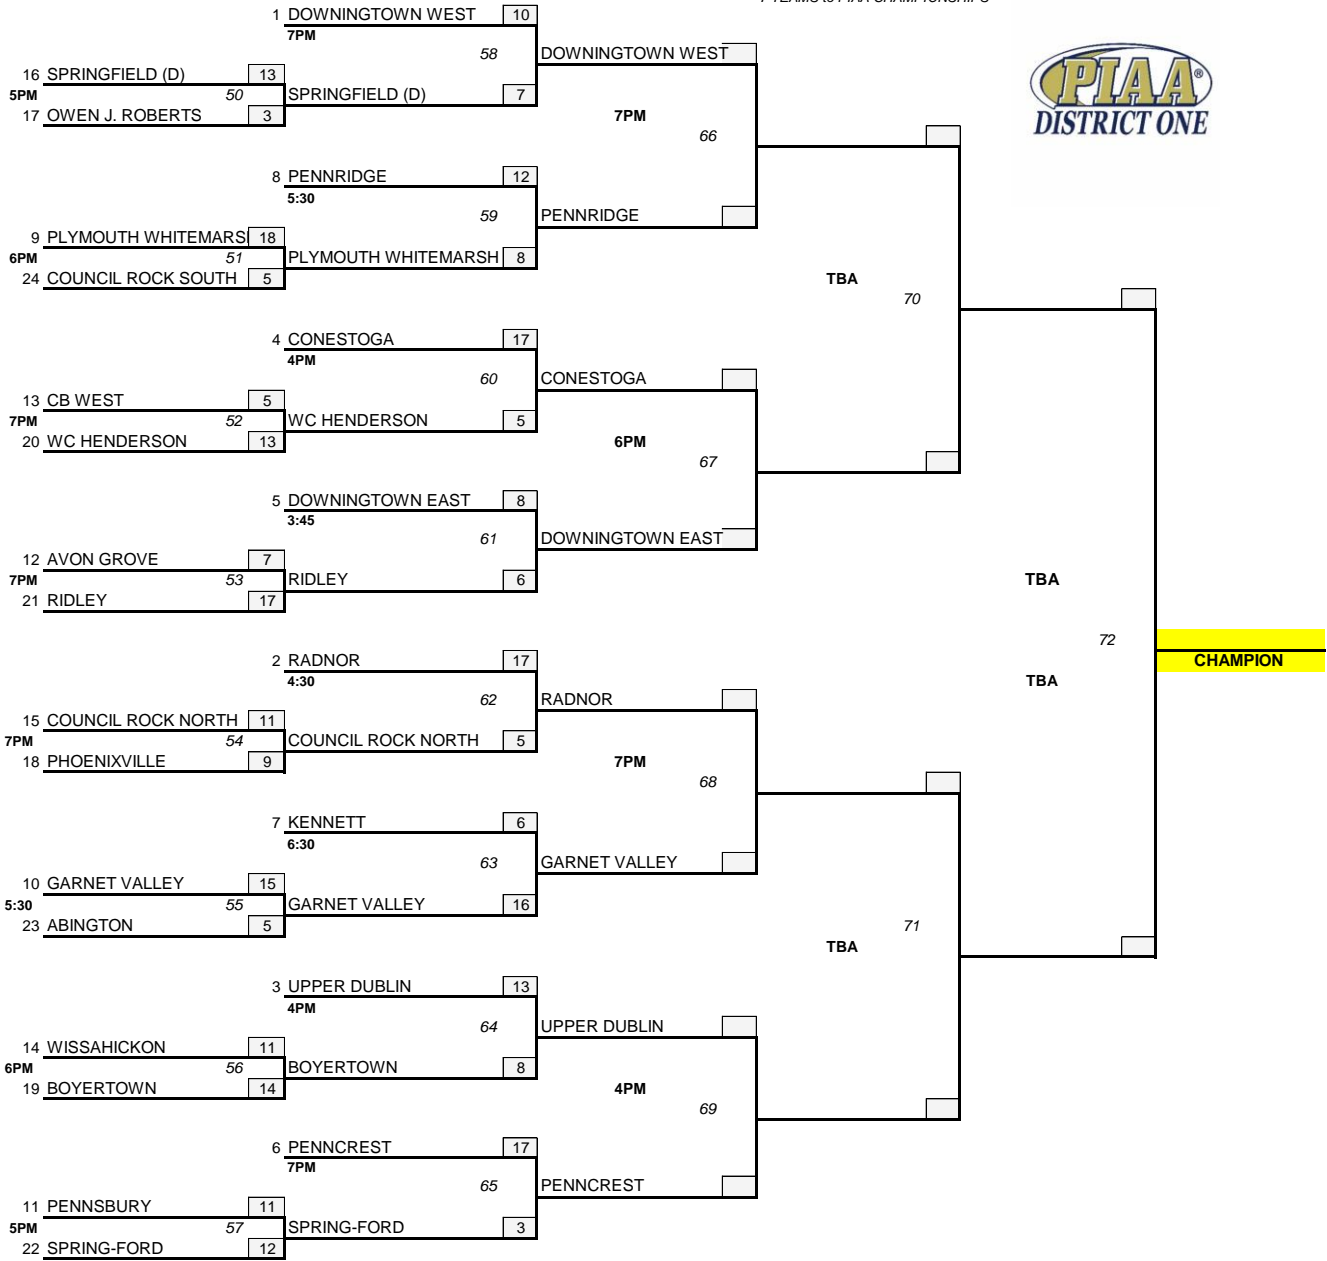 7 TEAMS to PIAA CHAMPIONSHIPS
1 DOWNINGTOWN WEST 10
7PM
58
DOWNINGTOWN WEST
16 SPRINGFIELD (D) 13
5PM
50
SPRINGFIELD (D) 7
17 OWEN J. ROBERTS 3
7PM
66
8 PENNRIDGE 12
5:30
59
PENNRIDGE
9 PLYMOUTH WHITEMARS 18
6PM
51
PLYMOUTH WHITEMARSH 8
24 COUNCIL ROCK SOUTH 5
TBA
70
4 CONESTOGA 17
4PM
60
CONESTOGA
13 CB WEST 5
7PM
52
WC HENDERSON 5
20 WC HENDERSON 13
6PM
67
5 DOWNINGTOWN EAST 8
3:45
61
DOWNINGTOWN EAST
12 AVON GROVE 7
7PM
53
RIDLEY 6
21 RIDLEY 17
TBA
72
CHAMPION
TBA
2 RADNOR 17
4:30
62
RADNOR
15 COUNCIL ROCK NORTH 11
7PM
54
COUNCIL ROCK NORTH 5
18 PHOENIXVILLE 9
7PM
68
7 KENNETT 6
6:30
63
GARNET VALLEY
10 GARNET VALLEY 15
5:30
55
GARNET VALLEY 16
23 ABINGTON 5
71
TBA
3 UPPER DUBLIN 13
4PM
64
UPPER DUBLIN
14 WISSAHICKON 11
6PM
56
BOYERTOWN 8
19 BOYERTOWN 14
4PM
69
6 PENNCREST 17
7PM
65
PENNCREST
11 PENNSBURY 11
5PM
57
SPRING-FORD 3
22 SPRING-FORD 12
PIAA®
DISTRICT ONE